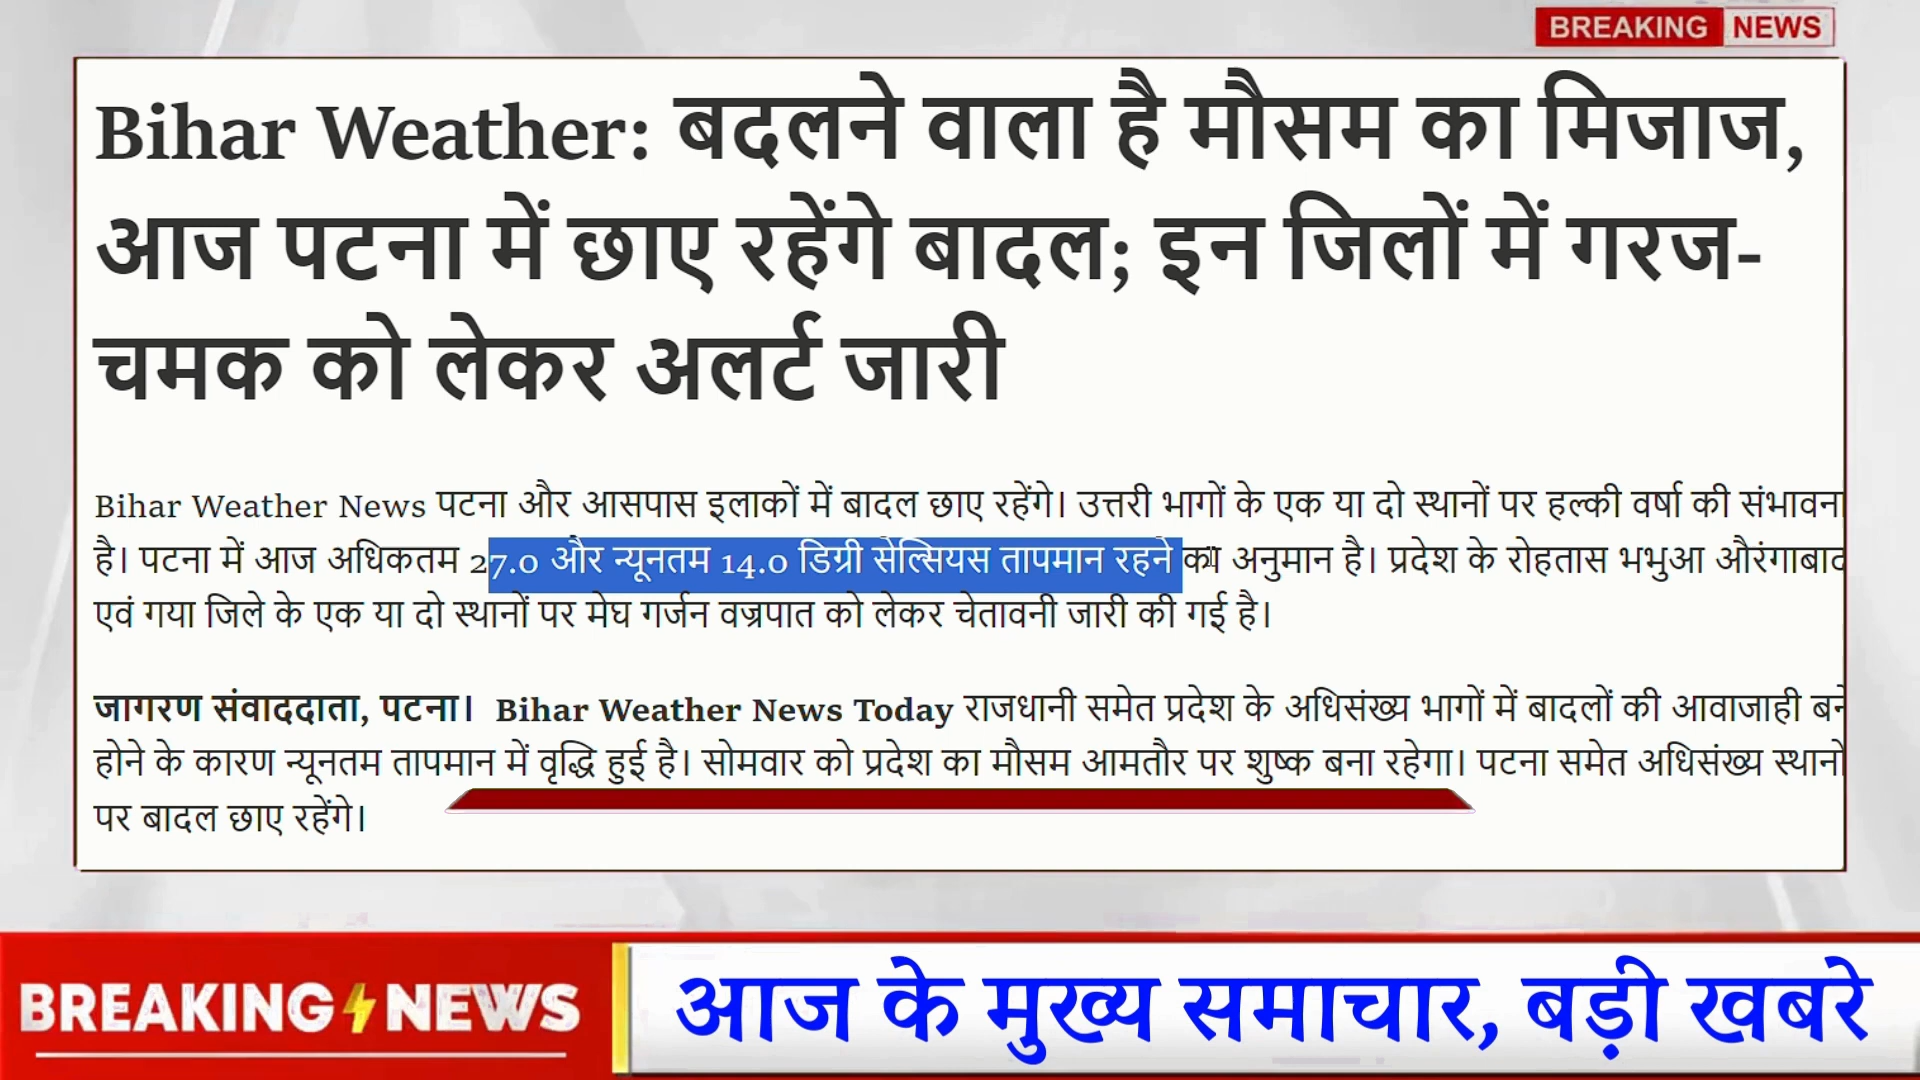 BREAKING NEWS
Bihar Weather: बदलने वाला है मौसम का मिजाज,
आज पटना में छाए रहेंगे बादल; इन जिलों में गरज-
चमक को लेकर अलर्ट जारी
Bihar Weather News पटना और आसपास इलाकों में बादल छाए रहेंगे। उत्तरी भागों के एक या दो स्थानों पर हल्की वर्षा की संभावना
है। पटना में आज अधिकतम 27.0 और न्यूनतम 14.0 डिग्री सेल्सियस तापमान रहने का अनुमान है। प्रदेश के रोहतास भभुआ औरंगाबाद
एवं गया जिले के एक या दो स्थानों पर मेघ गर्जन वज्रपात को लेकर चेतावनी जारी की गई है।
जागरण संवाददाता, पटना। Bihar Weather News Today राजधानी समेत प्रदेश के अधिसंख्य भागों में बादलों की आवाजाही बने
होने के कारण न्यूनतम तापमान में वृद्धि हुई है। सोमवार को प्रदेश का मौसम आमतौर पर शुष्क बना रहेगा। पटना समेत अधिसंख्य स्थानों
पर बादल छाए रहेंगे।
BREAKING NEWS
आज के मुख्य समाचार, बड़ी खबरे